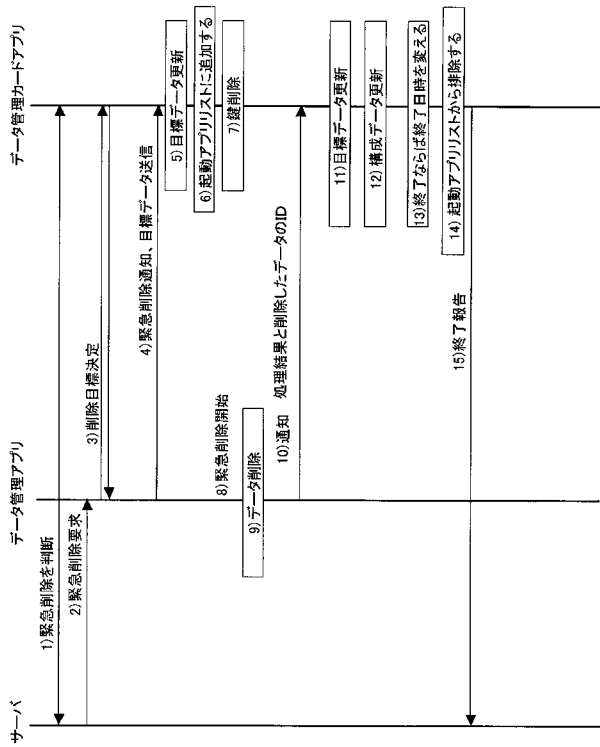 サーバ
データ管理アプリ
データ管理カードアプリ
1)緊急削除を判断
2)緊急削除要求
3)削除目標決定
4)緊急削除通知、目標データ送信
5)目標データ更新
6)起動アプリリストに追加する
7)鍵削除
8)緊急削除開始
9)データ削除
10)通知 処理結果と削除したデータのID
11)目標データ更新
12)構成データ更新
13)終了ならば終了日時を変える
14)起動アプリリストから排除する
15)終了報告